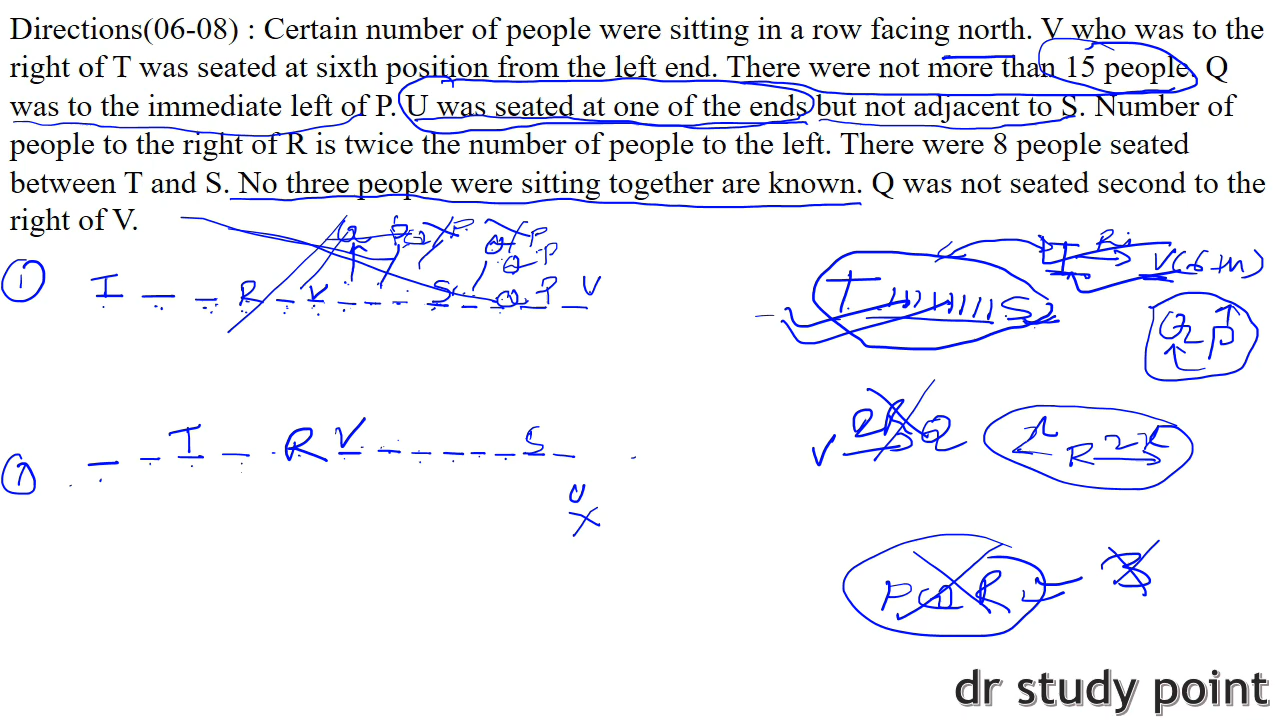 Directions(06-08) : Certain number of people were sitting in a row facing north. V who was to the
right of T was seated at sixth position from the left end. There were not more than 15 people. Q
was to the immediate left of P. U was seated at one of the ends but not adjacent to S. Number of
people to the right of R is twice the number of people to the left. There were 8 people seated
between T and S. No three people were sitting together are known. Q was not seated second to the
right of V.
① T R V S Q P U
T S
V(6th)
Q P
② T R V S
U
X
dr study point